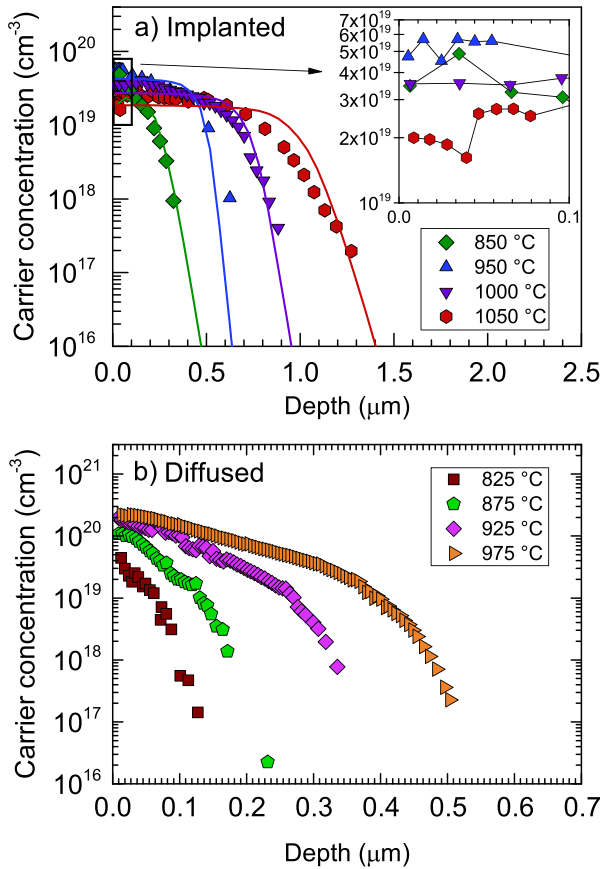 a) Implanted
Carrier concentration (cm⁻³)
10²⁰
10¹⁹
10¹⁸
10¹⁷
10¹⁶
0.0 0.5 1.0 1.5 2.0 2.5
Depth (μm)
7x10¹⁹
5x10¹⁹
4x10¹⁹
3x10¹⁹
2x10¹⁹
10¹⁹
0.0 0.1
850 °C
950 °C
1000 °C
1050 °C
b) Diffused
Carrier concentration (cm⁻³)
10²¹
10²⁰
10¹⁹
10¹⁸
10¹⁷
10¹⁶
0.0 0.1 0.2 0.3 0.4 0.5 0.6 0.7
Depth (μm)
825 °C
875 °C
925 °C
975 °C